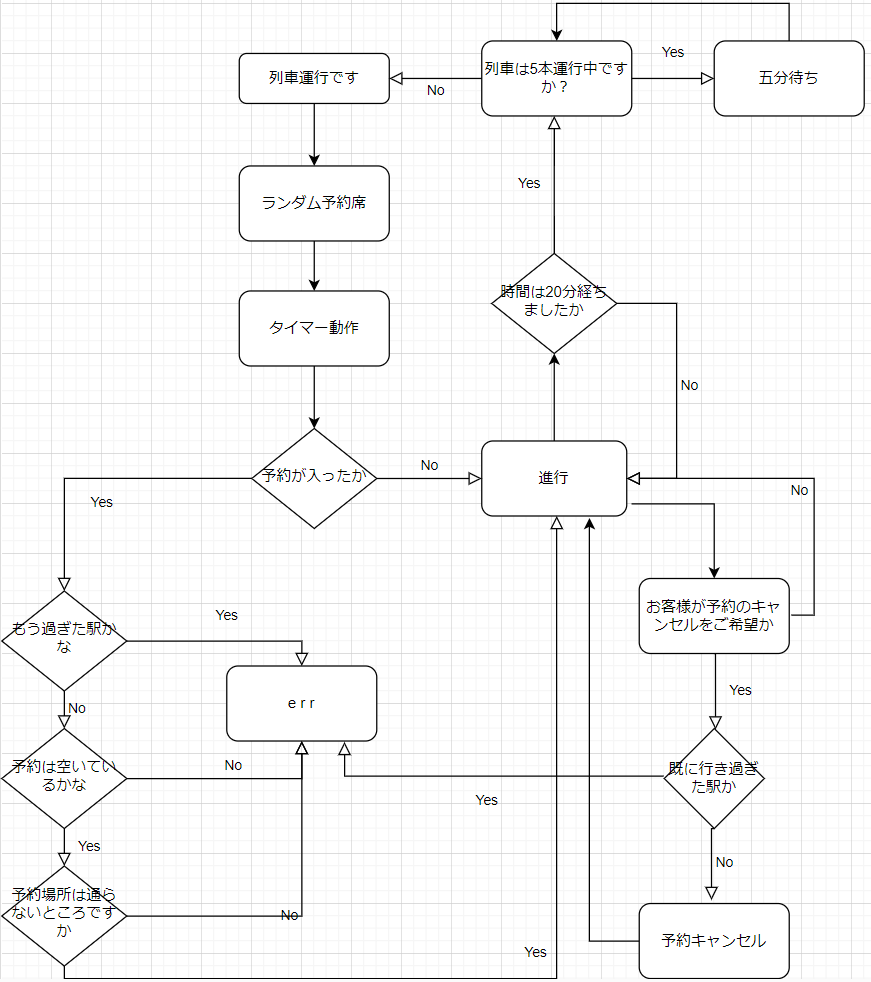 列車は5本運行中です
か？
Yes
五分待ち
列車運行です
No
ランダム予約席
Yes
時間は20分経ち
ましたか
タイマー動作
No
予約が入ったか
No
進行
Yes
No
お客様が予約のキャ
ンセルをご希望か
もう過ぎた駅か
な
Yes
err
Yes
No
予約は空いてい
るかな
No
既に行き過ぎ
た駅か
Yes
Yes
No
予約場所は通ら
ないところです
か
No
予約キャンセル
Yes